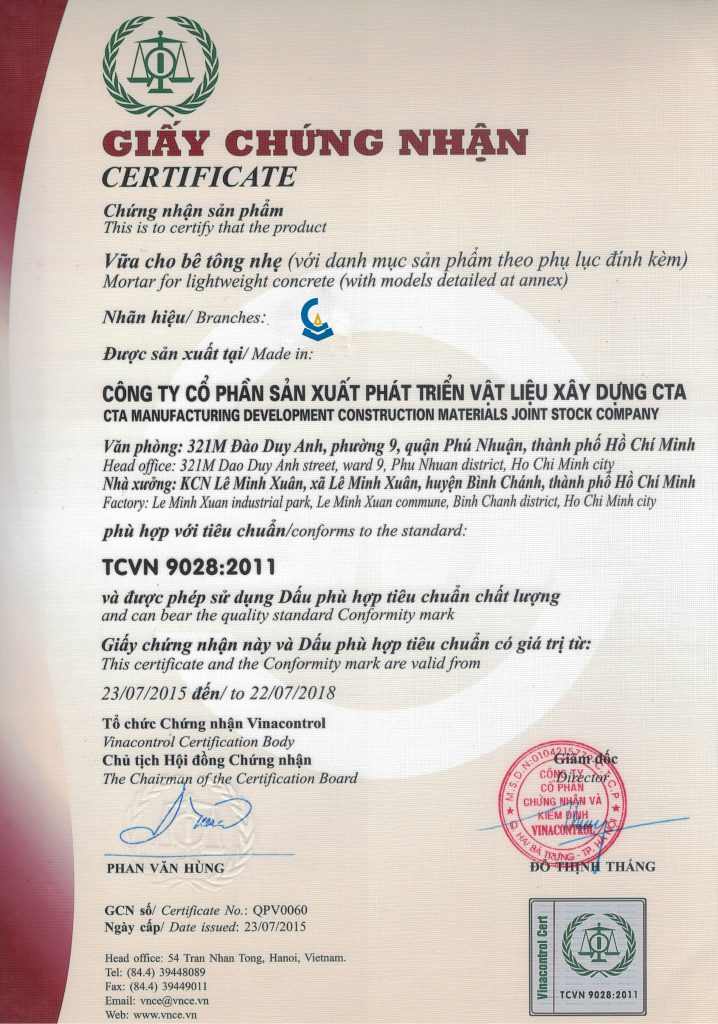 GIẤY CHỨNG NHẬN
CERTIFICATE
Chứng nhận sản phẩm
This is to certify that the product
Vữa cho bê tông nhẹ (với danh mục sản phẩm theo phụ lục đính kèm)
Mortar for lightweight concrete (with models detailed at annex)
Nhãn hiệu/ Branches:
Được sản xuất tại/ Made in:
CÔNG TY CỔ PHẦN SẢN XUẤT PHÁT TRIỂN VẬT LIỆU XÂY DỰNG CTA
CTA MANUFACTURING DEVELOPMENT CONSTRUCTION MATERIALS JOINT STOCK COMPANY
Văn phòng: 321M Đào Duy Anh, phường 9, quận Phú Nhuận, thành phố Hồ Chí Minh
Head office: 321M Dao Duy Anh street, ward 9, Phu Nhuan district, Ho Chi Minh city
Nhà xưởng: KCN Lê Minh Xuân, xã Lê Minh Xuân, huyện Bình Chánh, thành phố Hồ Chí Minh
Factory: Le Minh Xuan industrial park, Le Minh Xuan commune, Binh Chanh district, Ho Chi Minh city
phù hợp với tiêu chuẩn/conforms to the standard:
TCVN 9028:2011
và được phép sử dụng Dấu phù hợp tiêu chuẩn chất lượng
and can bear the quality standard Conformity mark
Giấy chứng nhận này và Dấu phù hợp tiêu chuẩn có giá trị từ:
This certificate and the Conformity mark are valid from
23/07/2015 đến/ to 22/07/2018
Tổ chức Chứng nhận Vinacontrol
Vinacontrol Certification Body
Chủ tịch Hội đồng Chứng nhận
The Chairman of the Certification Board
Giám đốc
Director
M.S.D.N:0104215779-C.T.C.P
CÔNG TY
CỔ PHẦN
CHỨNG NHẬN VÀ
KIỂM ĐỊNH
VINACONTROL
Q. HAI BÀ TRƯNG - TP. HÀ NỘI
PHAN VĂN HÙNG
ĐỖ THỊNH THẮNG
GCN số/ Certificate No.: QPV0060
Ngày cấp/ Date issued: 23/07/2015
Head office: 54 Tran Nhan Tong, Hanoi, Vietnam.
Tel: (84.4) 39448089
Fax: (84.4) 39449011
Email: vnce@vnce.vn
Web: www.vnce.vn
Vinacontrol Cert
TCVN 9028:2011